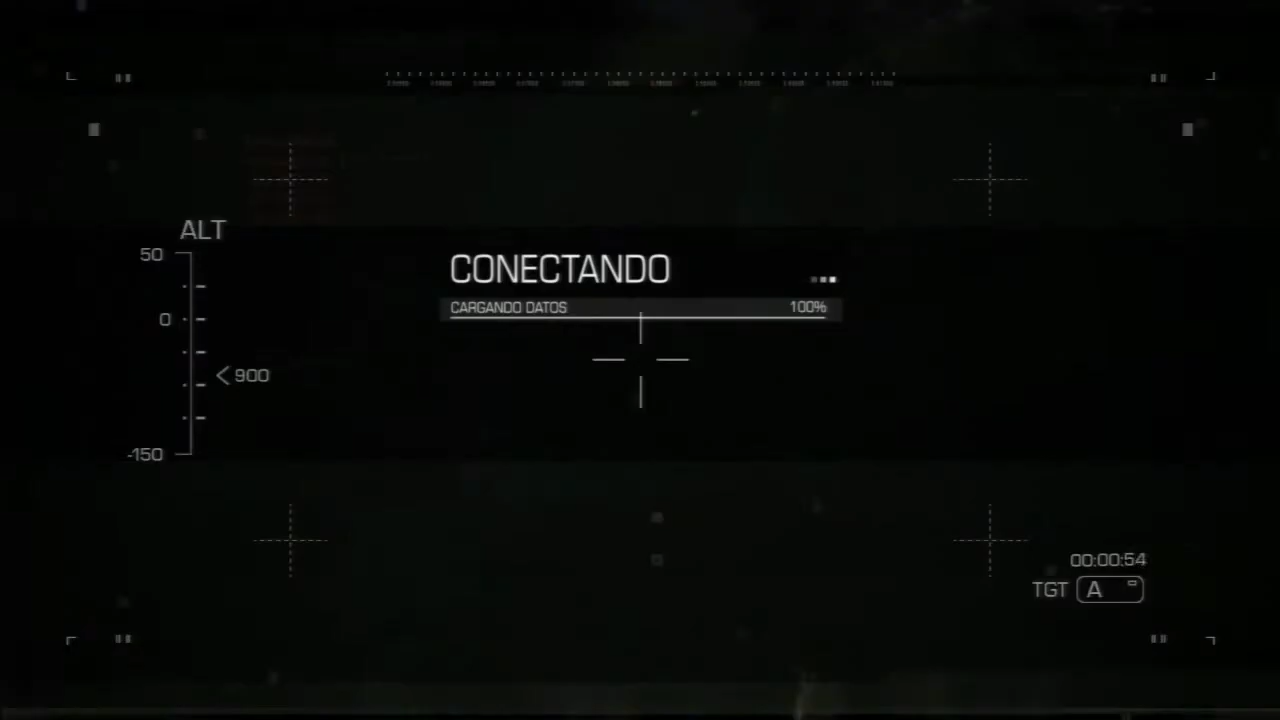 ALT
50
CONECTANDO
CARGANDO DATOS 100%
0
900
-150
00:00:54
TGT A